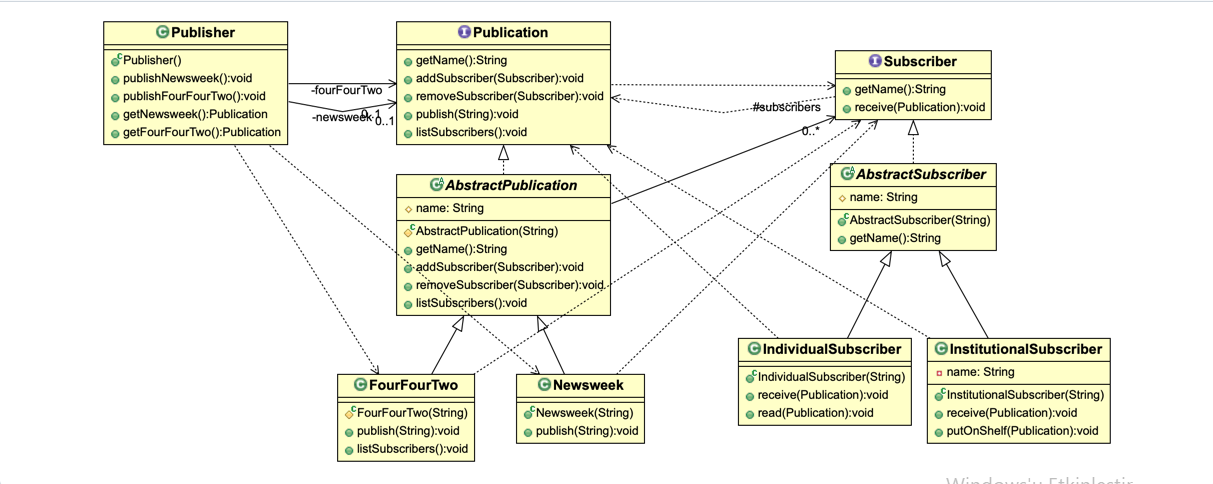 Publisher
Publisher()
publishNewsweek():void
publishFourFourTwo():void
getNewsweek():Publication
getFourFourTwo():Publication
-fourFourTwo
0..1
-newsweek
0..1
Publication
getName():String
addSubscriber(Subscriber):void
removeSubscriber(Subscriber):void
publish(String):void
listSubscribers():void
Subscriber
getName():String
receive(Publication):void
#subscribers
0..*
AbstractPublication
name: String
AbstractPublication(String)
getName():String
addSubscriber(Subscriber):void
removeSubscriber(Subscriber):void
listSubscribers():void
AbstractSubscriber
name: String
AbstractSubscriber(String)
getName():String
FourFourTwo
FourFourTwo(String)
publish(String):void
listSubscribers():void
Newsweek
Newsweek(String)
publish(String):void
IndividualSubscriber
IndividualSubscriber(String)
receive(Publication):void
read(Publication):void
InstitutionalSubscriber
name: String
InstitutionalSubscriber(String)
receive(Publication):void
putOnShelf(Publication):void
Windows'u Etkinleştir